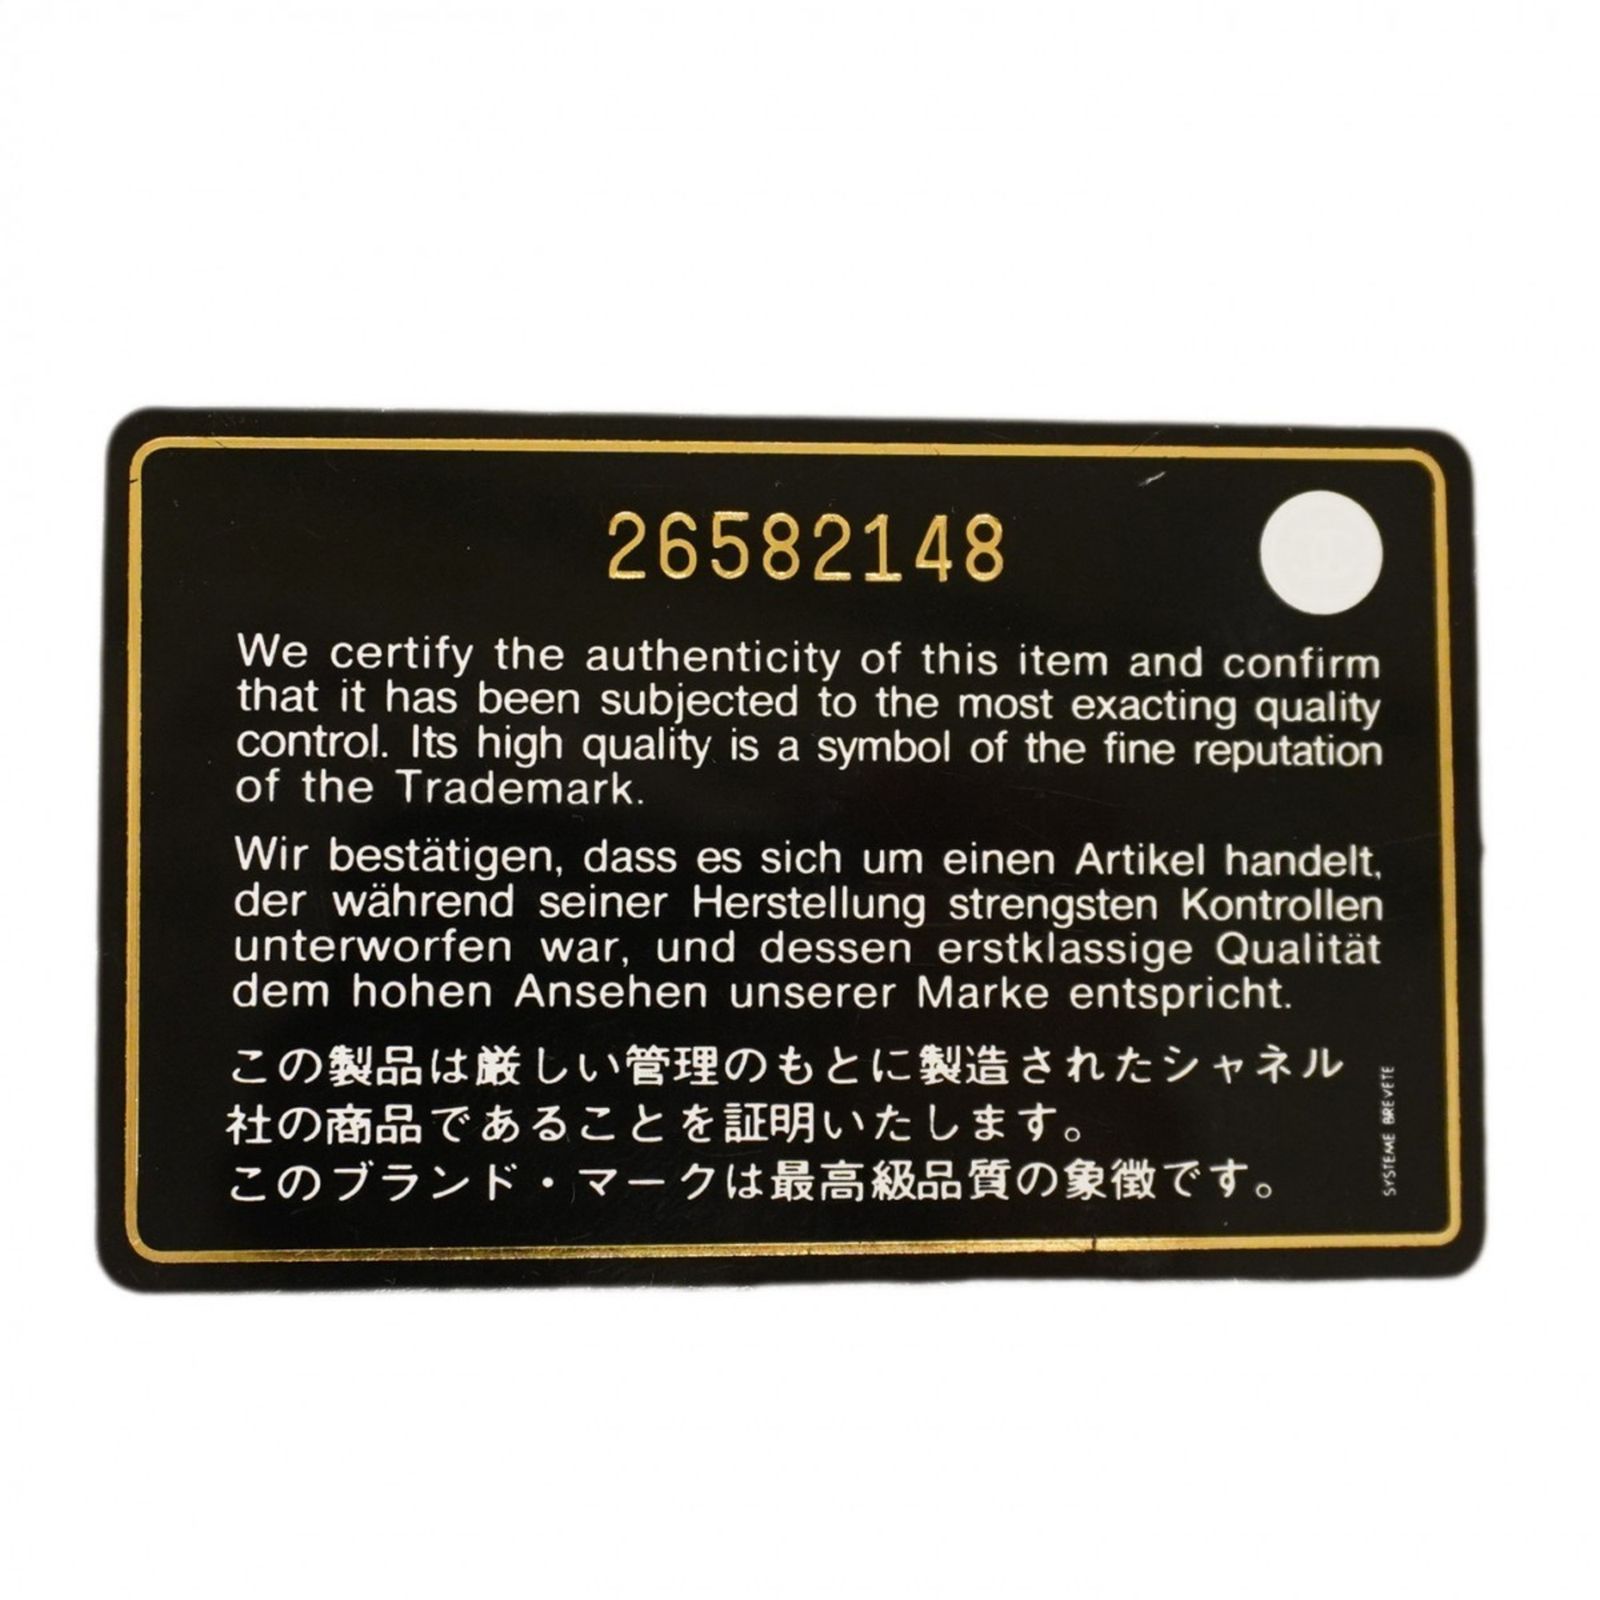 26582148
We certify the authenticity of this item and confirm
that it has been subjected to the most exacting quality
control. Its high quality is a symbol of the fine reputation
of the Trademark.
Wir bestätigen, dass es sich um einen Artikel handelt,
der während seiner Herstellung strengsten Kontrollen
unterworfen war, und dessen erstklassige Qualität
dem hohen Ansehen unserer Marke entspricht.
この製品は厳しい管理のもとに製造されたシャネル
社の商品であることを証明いたします。
このブランド・マークは最高級品質の象徴です。
SYSTEME BREVETE